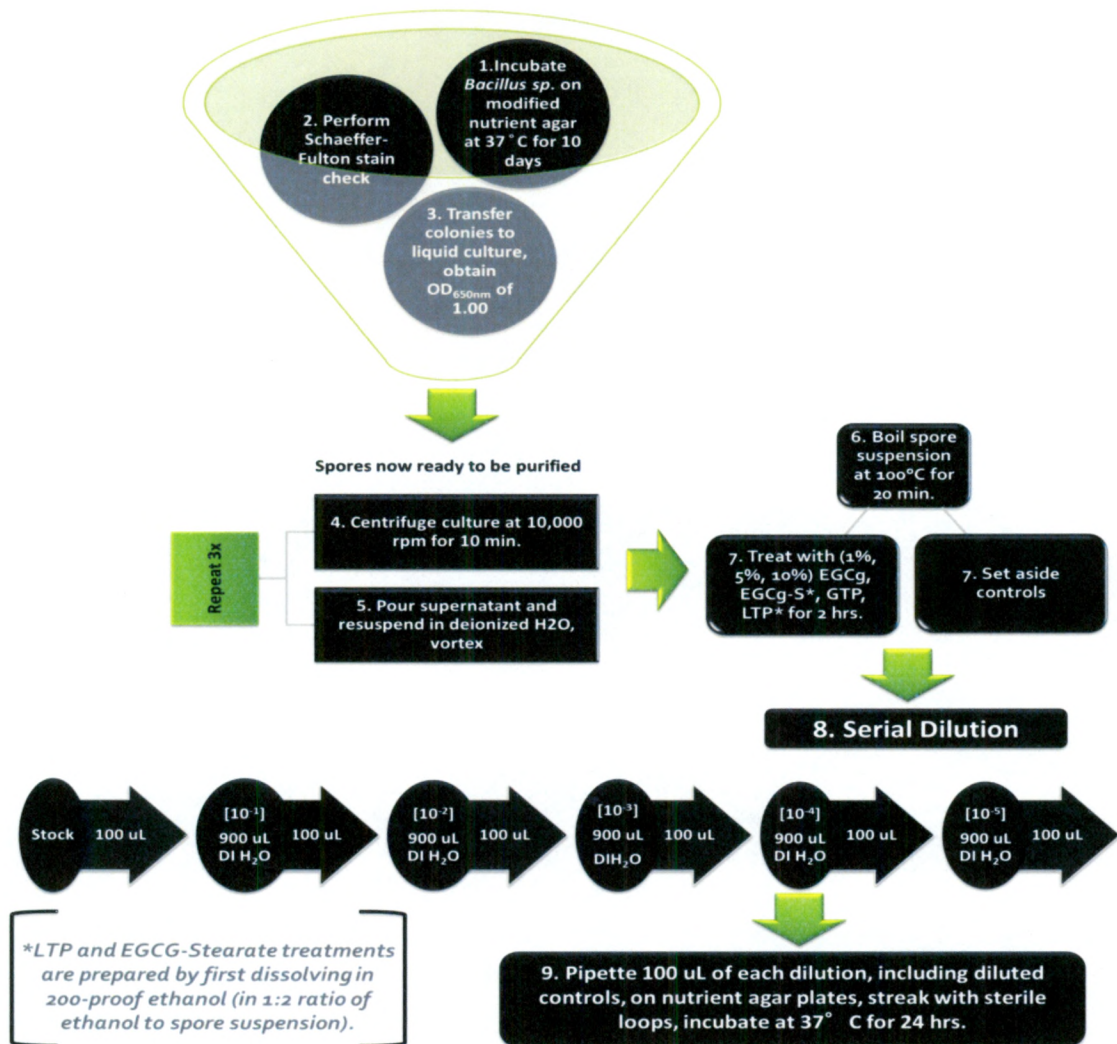 1.Incubate
Bacillus sp. on
modified
nutrient agar
at 37°C for 10
days
2. Perform
Schaeffer-
Fulton stain
check
3. Transfer
colonies to
liquid culture,
obtain
OD650nm of
1.00
Spores now ready to be purified
Repeat 3x
4. Centrifuge culture at 10,000
rpm for 10 min.
5. Pour supernatant and
resuspend in deionized H2O,
vortex
6. Boil spore
suspension
at 100°C for
20 min.
7. Treat with (1%,
5%, 10%) EGCg,
EGCg-S*, GTP,
LTP* for 2 hrs.
7. Set aside
controls
8. Serial Dilution
Stock
100 uL
[10⁻¹]
900 uL
DI H₂O
100 uL
[10⁻²]
900 uL
DI H₂O
100 uL
[10⁻³]
900 uL
DIH₂O
100 uL
[10⁻⁴]
900 uL
DI H₂O
100 uL
[10⁻⁵]
900 uL
DI H₂O
100 uL
*LTP and EGCG-Stearate treatments
are prepared by first dissolving in
200-proof ethanol (in 1:2 ratio of
ethanol to spore suspension).
9. Pipette 100 uL of each dilution, including diluted
controls, on nutrient agar plates, streak with sterile
loops, incubate at 37° C for 24 hrs.